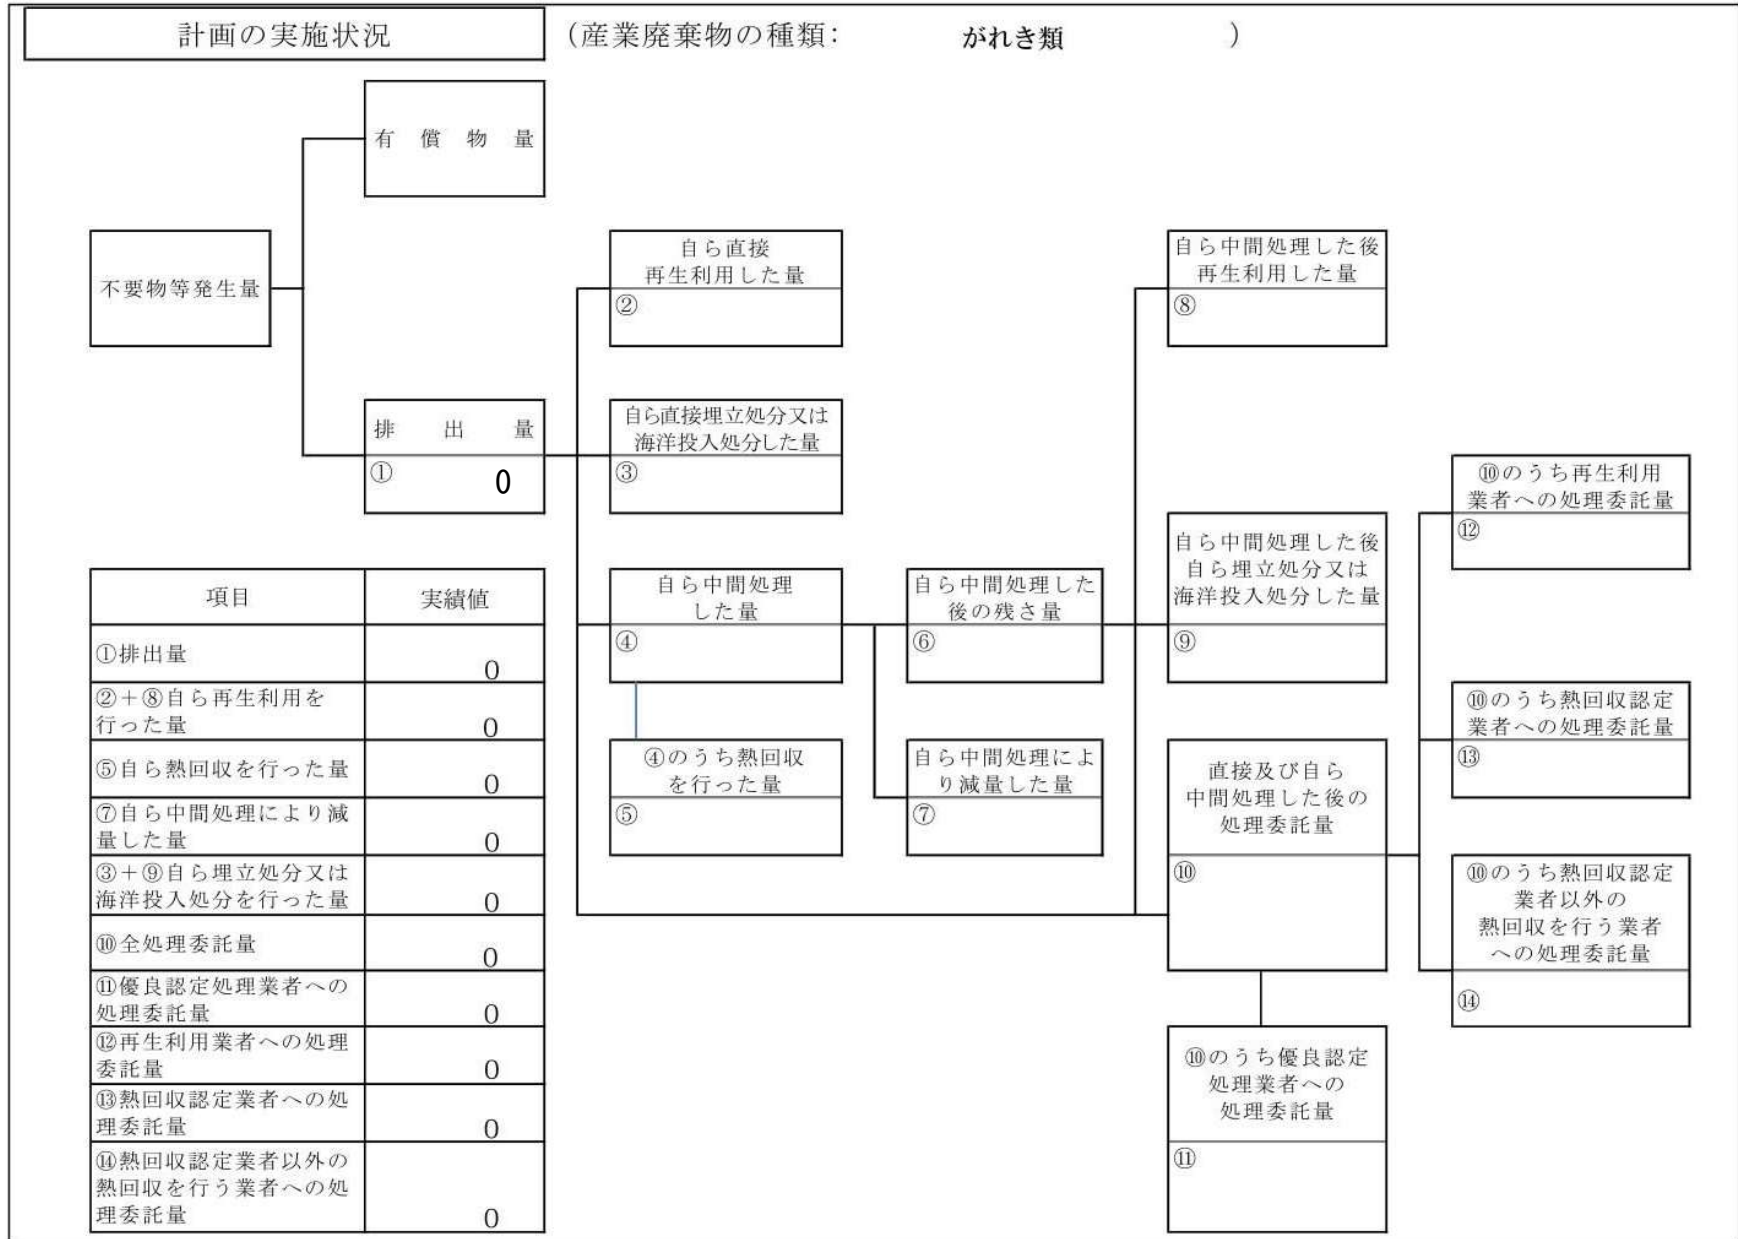 計画の実施状況
（産業廃棄物の種類：　がれき類　）
有償物量
不要物等発生量
排出量
①
0
自ら直接
再生利用した量
②
自ら直接埋立処分又は
海洋投入処分した量
③
自ら中間処理
した量
④
④のうち熱回収
を行った量
⑤
自ら中間処理した
後の残さ量
⑥
自ら中間処理によ
り減量した量
⑦
自ら中間処理した後
再生利用した量
⑧
自ら中間処理した後
自ら埋立処分又は
海洋投入処分した量
⑨
直接及び自ら
中間処理した後の
処理委託量
⑩
⑩のうち優良認定
処理業者への
処理委託量
⑪
⑩のうち再生利用
業者への処理委託量
⑫
⑩のうち熱回収認定
業者への処理委託量
⑬
⑩のうち熱回収認定
業者以外の
熱回収を行う業者
への処理委託量
⑭
項目　実績値
①排出量
0
②＋⑧自ら再生利用を
行った量
0
⑤自ら熱回収を行った量
0
⑦自ら中間処理により減
量した量
0
③＋⑨自ら埋立処分又は
海洋投入処分を行った量
0
⑩全処理委託量
0
⑪優良認定処理業者への
処理委託量
0
⑫再生利用業者への処理
委託量
0
⑬熱回収認定業者への処
理委託量
0
⑭熱回収認定業者以外の
熱回収を行う業者への処
理委託量
0